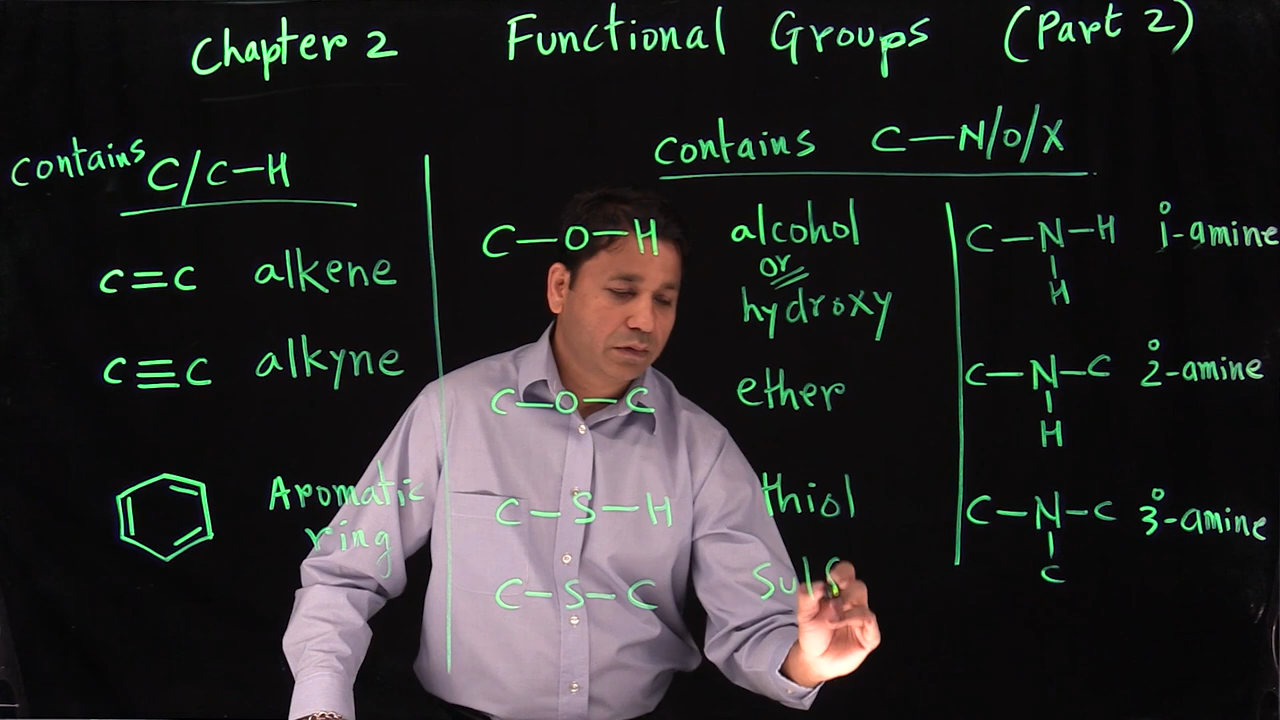 Chapter 2 Functional Groups (Part 2)
contains C/C-H
C=C alkene
C≡C alkyne
Aromatic
ring
contains C-N/O/X
C-O-H alcohol
or
hydroxy
C-O-C ether
C-S-H thiol
C-S-C Sulf
C-N-H 1°-amine
H
C-N-C 2°-amine
H
C-N-C 3°-amine
C